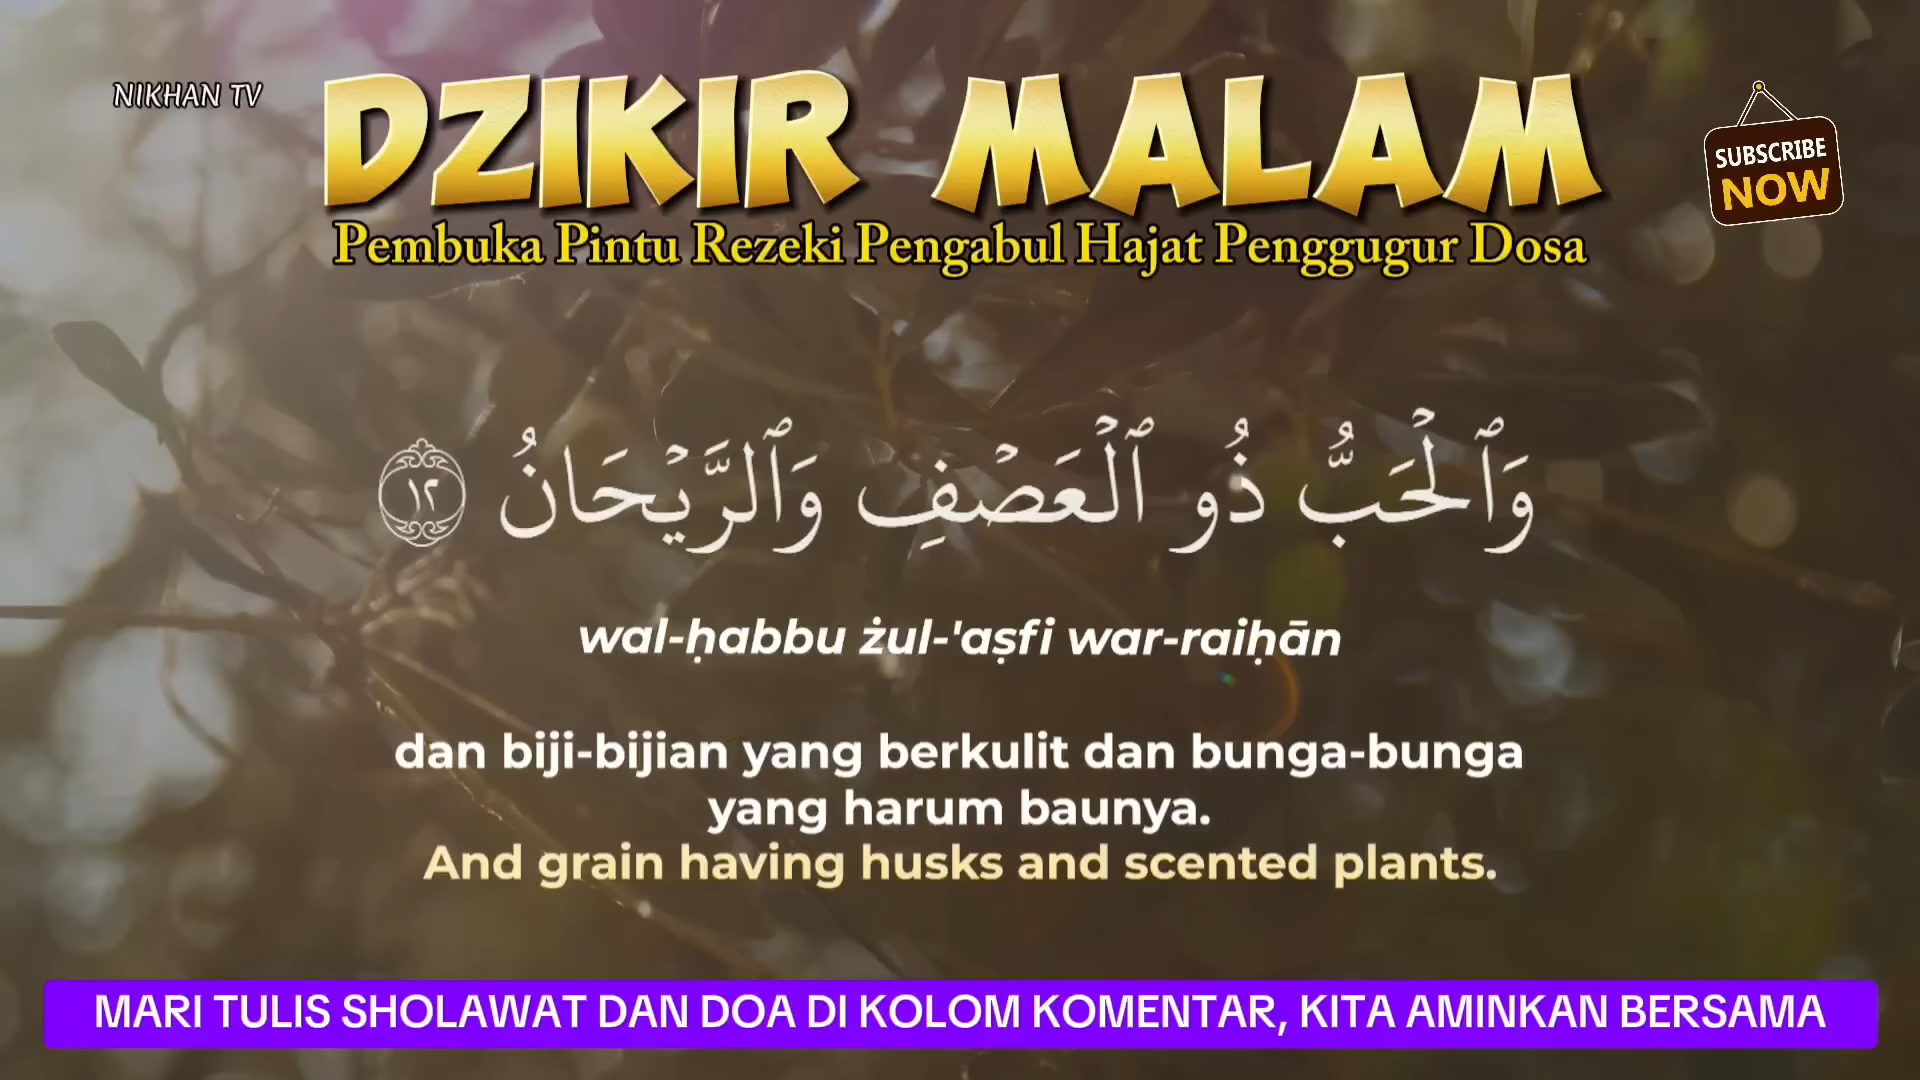 NIKHAN TV
DZIKIR MALAM
SUBSCRIBE
NOW
Pembuka Pintu Rezeki Pengabul Hajat Penggugur Dosa
وَٱلْحَبُّ ذُو ٱلْعَصْفِ وَٱلرَّيْحَانُ ١٢
wal-ḥabbu żul-'aṣfi war-raiḥān
dan biji-bijian yang berkulit dan bunga-bunga
yang harum baunya.
And grain having husks and scented plants.
MARI TULIS SHOLAWAT DAN DOA DI KOLOM KOMENTAR, KITA AMINKAN BERSAMA